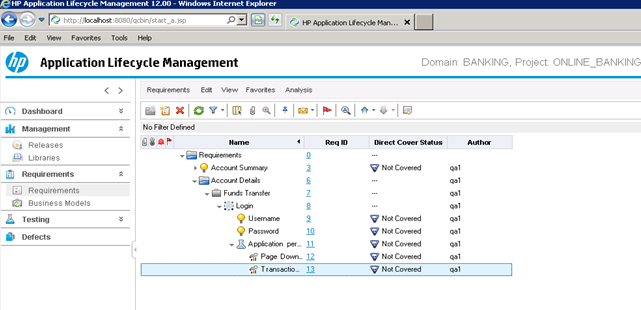 HP Application Lifecycle Management 12.00 - Windows Internet Explorer
http://localhost:8080/qcbin/start_a.jsp
HP Application Lifecycle Man...
File Edit View Favorites Tools Help
hp Application Lifecycle Management
Domain: BANKING, Project: ONLINE_BANKING
Requirements Edit View Favorites Analysis
Dashboard
Management
Releases
Libraries
Requirements
Requirements
Business Models
Testing
Defects
No Filter Defined
Name Req ID Direct Cover Status Author
Requirements 0 ---
Account Summary 3 Not Covered qa1
Account Details 6 --- qa1
Funds Transfer 7 --- qa1
Login 8 --- qa1
Username 9 Not Covered qa1
Password 10 Not Covered qa1
Application per... 11 Not Covered qa1
Page Down... 12 Not Covered qa1
Transactio... 13 Not Covered qa1